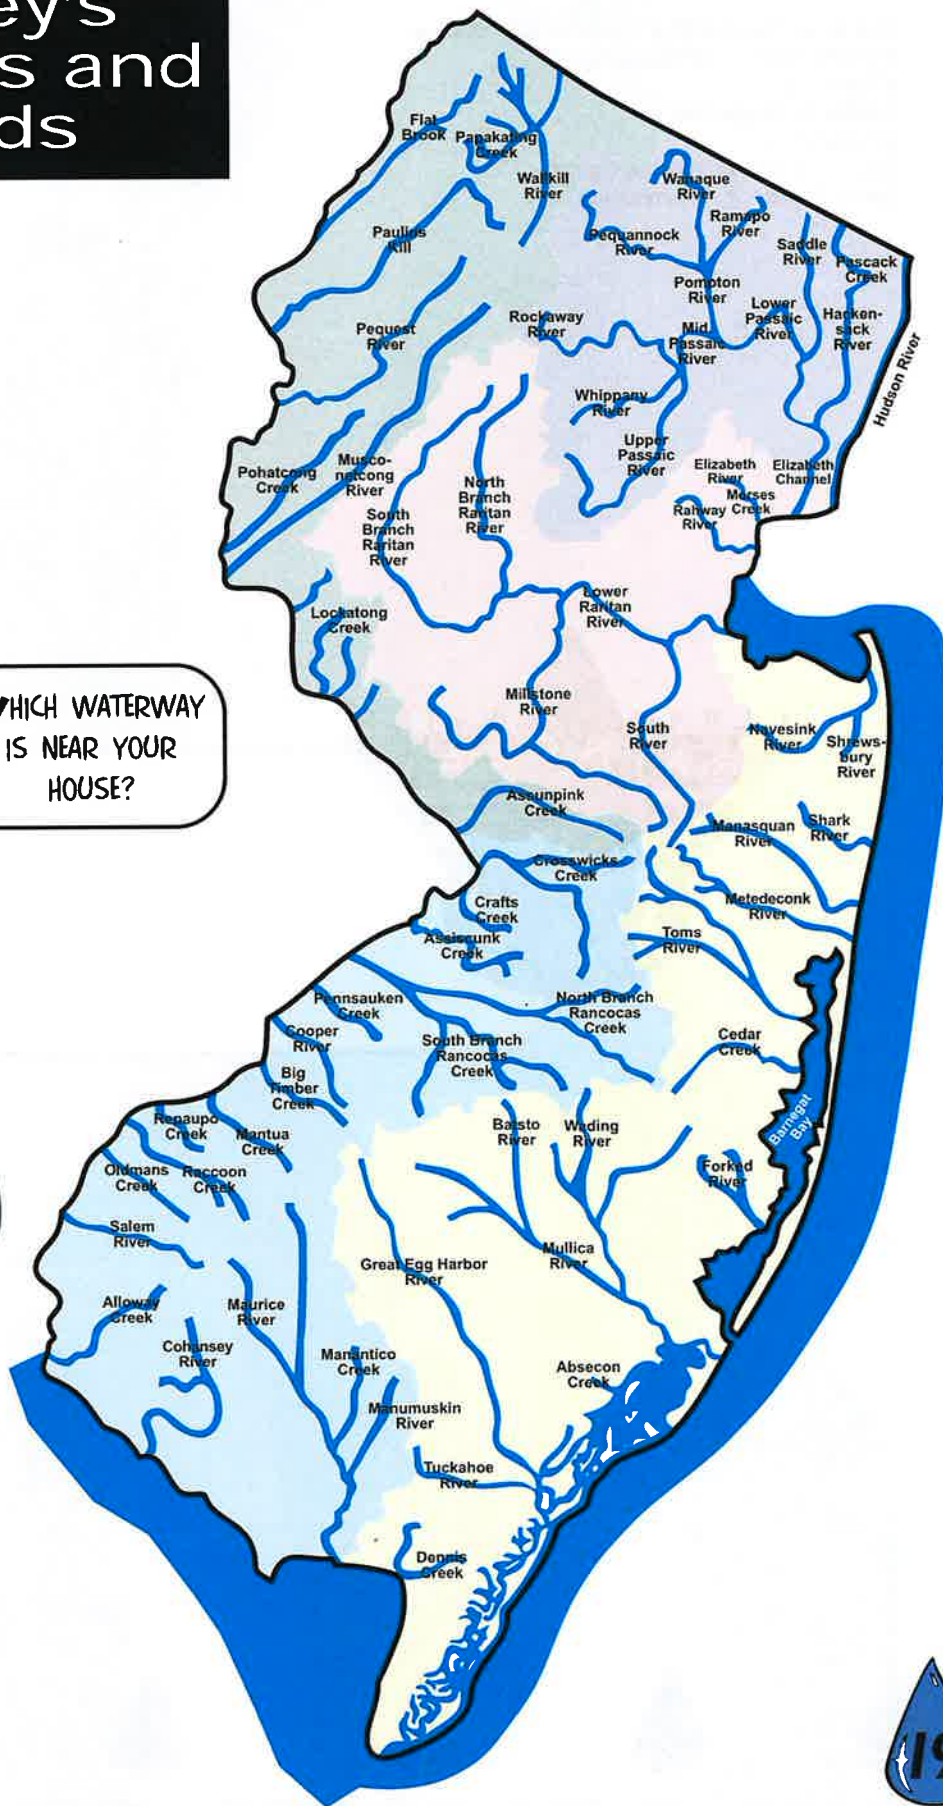 ey's
s and
ds
Flat
Brook
Papakating
Creek
Wallkill
River
Wanaque
River
Ramapo
River
Paulins
Kill
Pequannock
River
Saddle
River
Pascack
Creek
Pompton
River
Lower
Passaic
River
Hacken-
sack
River
Pequest
River
Rockaway
River
Mid.
Passaic
River
Hudson River
Whippany
River
Upper
Passaic
River
Pohatcong
Creek
Musco-
netcong
River
North
Branch
Raritan
River
Elizabeth
River
Elizabeth
Channel
Morses
Creek
Rahway
River
South
Branch
Raritan
River
Lockatong
Creek
Lower
Raritan
River
WHICH WATERWAY
IS NEAR YOUR
HOUSE?
Millstone
River
South
River
Navesink
River
Shrews-
bury
River
Assunpink
Creek
Manasquan
River
Shark
River
Crosswicks
Creek
Crafts
Creek
Metedeconk
River
Assiscunk
Creek
Toms
River
Pennsauken
Creek
North Branch
Rancocas
Creek
Cooper
River
South Branch
Rancocas
Creek
Cedar
Creek
Big
Timber
Creek
Barnegat
Bay
Repaupo
Creek
Mantua
Creek
Batsto
River
Wading
River
Oldmans
Creek
Raccoon
Creek
Forked
River
Salem
River
Great Egg Harbor
River
Mullica
River
Alloway
Creek
Maurice
River
Cohansey
River
Manantico
Creek
Absecon
Creek
Manumuskin
River
Tuckahoe
River
Dennis
Creek
19